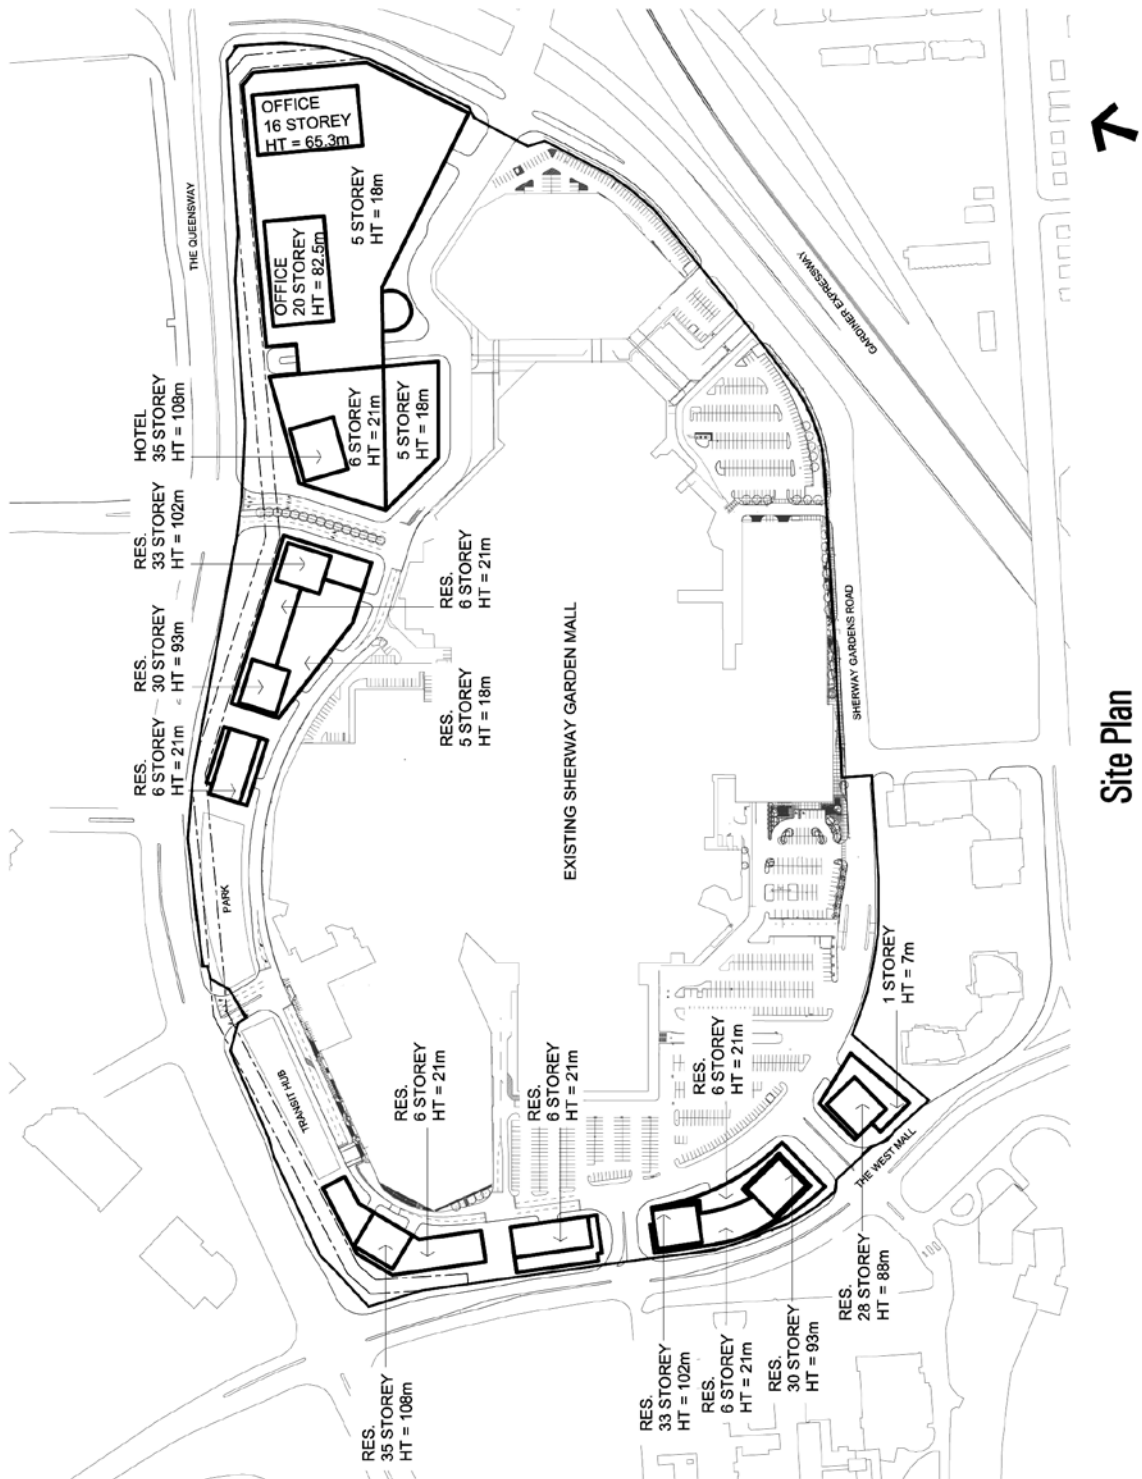 OFFICE
16 STOREY
HT = 65.3m
OFFICE
20 STOREY
HT = 82.5m
5 STOREY
HT = 18m
THE QUEENSWAY
HOTEL
35 STOREY
HT = 108m
6 STOREY
HT = 21m
5 STOREY
HT = 18m
RES.
33 STOREY
HT = 102m
RES.
30 STOREY
HT = 93m
RES.
6 STOREY
HT = 21m
RES.
6 STOREY
HT = 21m
RES.
5 STOREY
HT = 18m
PARK
TRANSIT HUB
EXISTING SHERWAY GARDEN MALL
GARDINER EXPRESSWAY
SHERWAY GARDENS ROAD
RES.
6 STOREY
HT = 21m
RES.
6 STOREY
HT = 21m
RES.
6 STOREY
HT = 21m
1 STOREY
HT = 7m
THE WEST MALL
RES.
35 STOREY
HT = 108m
RES.
33 STOREY
HT = 102m
RES.
6 STOREY
HT = 21m
RES.
30 STOREY
HT = 93m
RES.
28 STOREY
HT = 88m
Site Plan